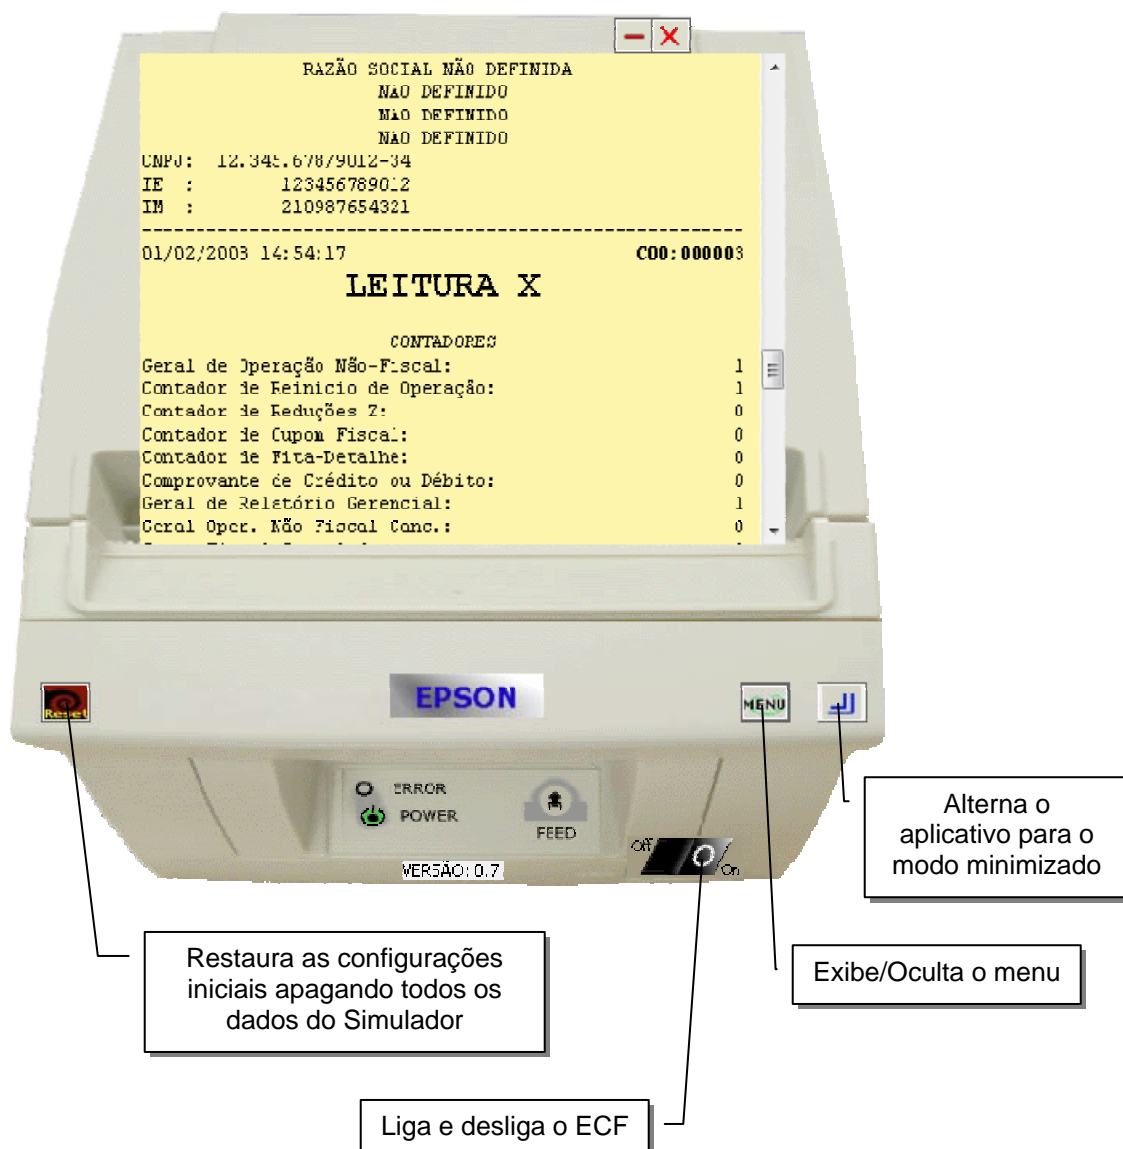 RAZÃO SOCIAL NÃO DEFINIDA
NÃO DEFINIDO
NÃO DEFINIDO
NÃO DEFINIDO
CNPJ: 12.345.678/9012-34
IE : 123456789012
IM : 210987654321
01/02/2003 14:54:17 COO:000003
LEITURA X
CONTADORES
Geral de Operação Não-Fiscal: 1
Contador de Reinício de Operação: 1
Contador de Reduções Z: 0
Contador de Cupom Fiscal: 0
Contador de Fita-Detalhe: 0
Comprovante de Crédito ou Débito: 0
Geral de Relatório Gerencial: 1
Geral Oper. Não Fiscal Canc.: 0
Reset
EPSON
MENU
ERROR
POWER
FEED
Off
On
VERSÃO: 0.7
Alterna o
aplicativo para o
modo minimizado
Restaura as configurações
iniciais apagando todos os
dados do Simulador
Exibe/Oculta o menu
Liga e desliga o ECF